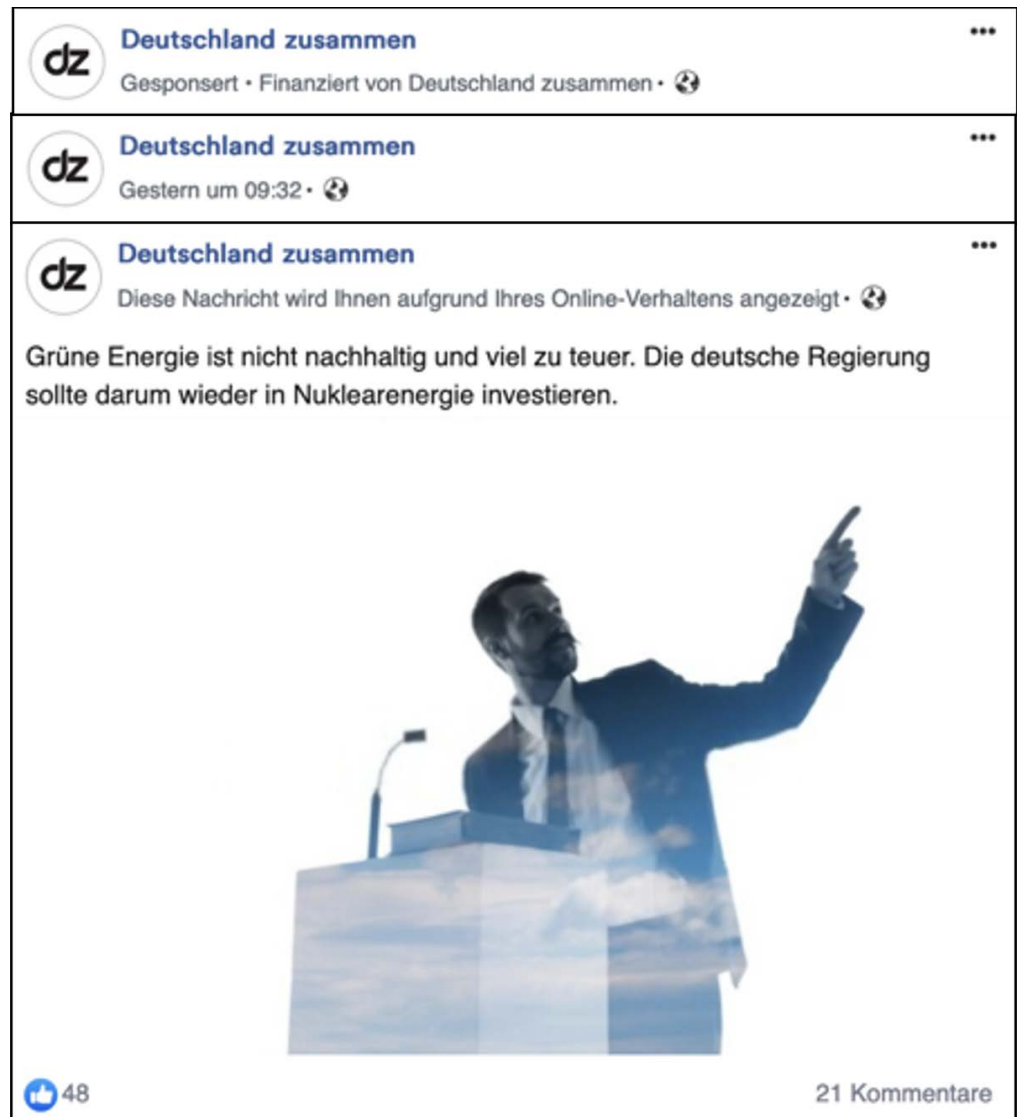 dz
Deutschland zusammen
Gesponsert • Finanziert von Deutschland zusammen •
dz
Deutschland zusammen
Gestern um 09:32 •
dz
Deutschland zusammen
Diese Nachricht wird Ihnen aufgrund Ihres Online-Verhaltens angezeigt •
Grüne Energie ist nicht nachhaltig und viel zu teuer. Die deutsche Regierung
sollte darum wieder in Nuklearenergie investieren.
48 21 Kommentare